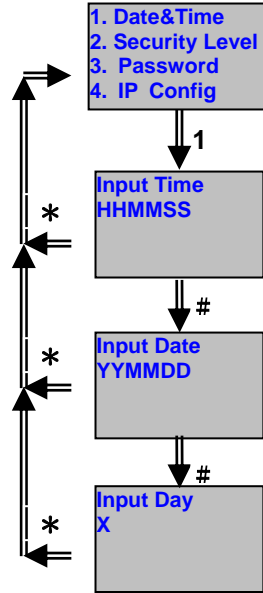 1. Date&Time
2. Security Level
3. Password
4. IP Config
1
Input Time
HHMMSS
*
#
Input Date
YYMMDD
*
#
Input Day
X
*